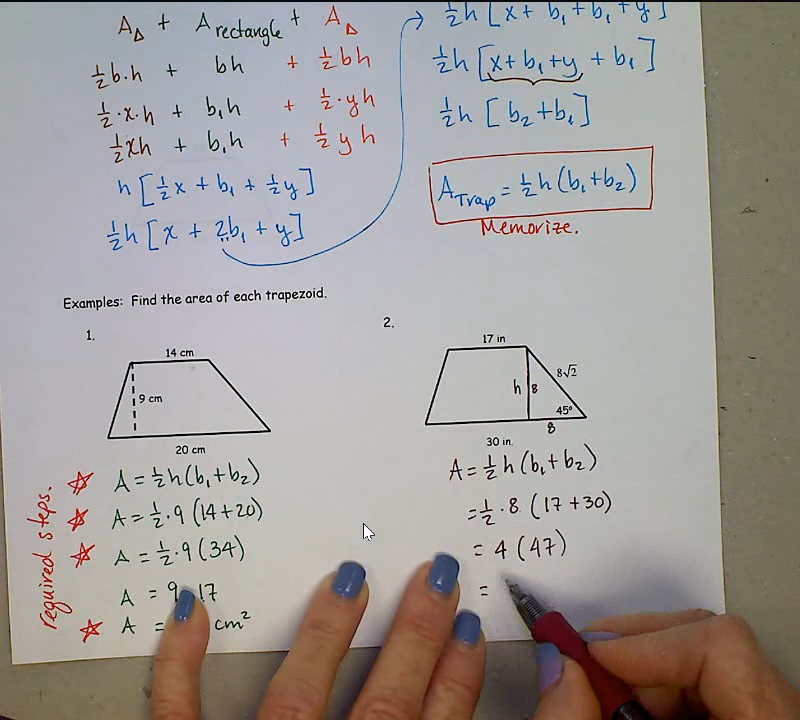 A△ + A rectangle + A△
½b·h + bh + ½bh
½·x·h + b₁h + ½·yh
½xh + b₁h + ½yh
h[½x + b₁ + ½y]
½h[x + 2b₁ + y]
½h[x + b₁ + b₁ + y]
½h[x + b₁ + y + b₁]
½h[b₂ + b₁]
A Trap = ½h(b₁+b₂)
Memorize.
Examples: Find the area of each trapezoid.
1.
14 cm
9 cm
20 cm
required steps.
☆ A = ½h(b₁+b₂)
☆ A = ½·9(14+20)
☆ A = ½·9(34)
A = 9 17
☆ A = cm²
2.
17 in
h 8
8√2
45°
8
30 in.
A = ½h(b₁+b₂)
= ½·8(17+30)
= 4(47)
=